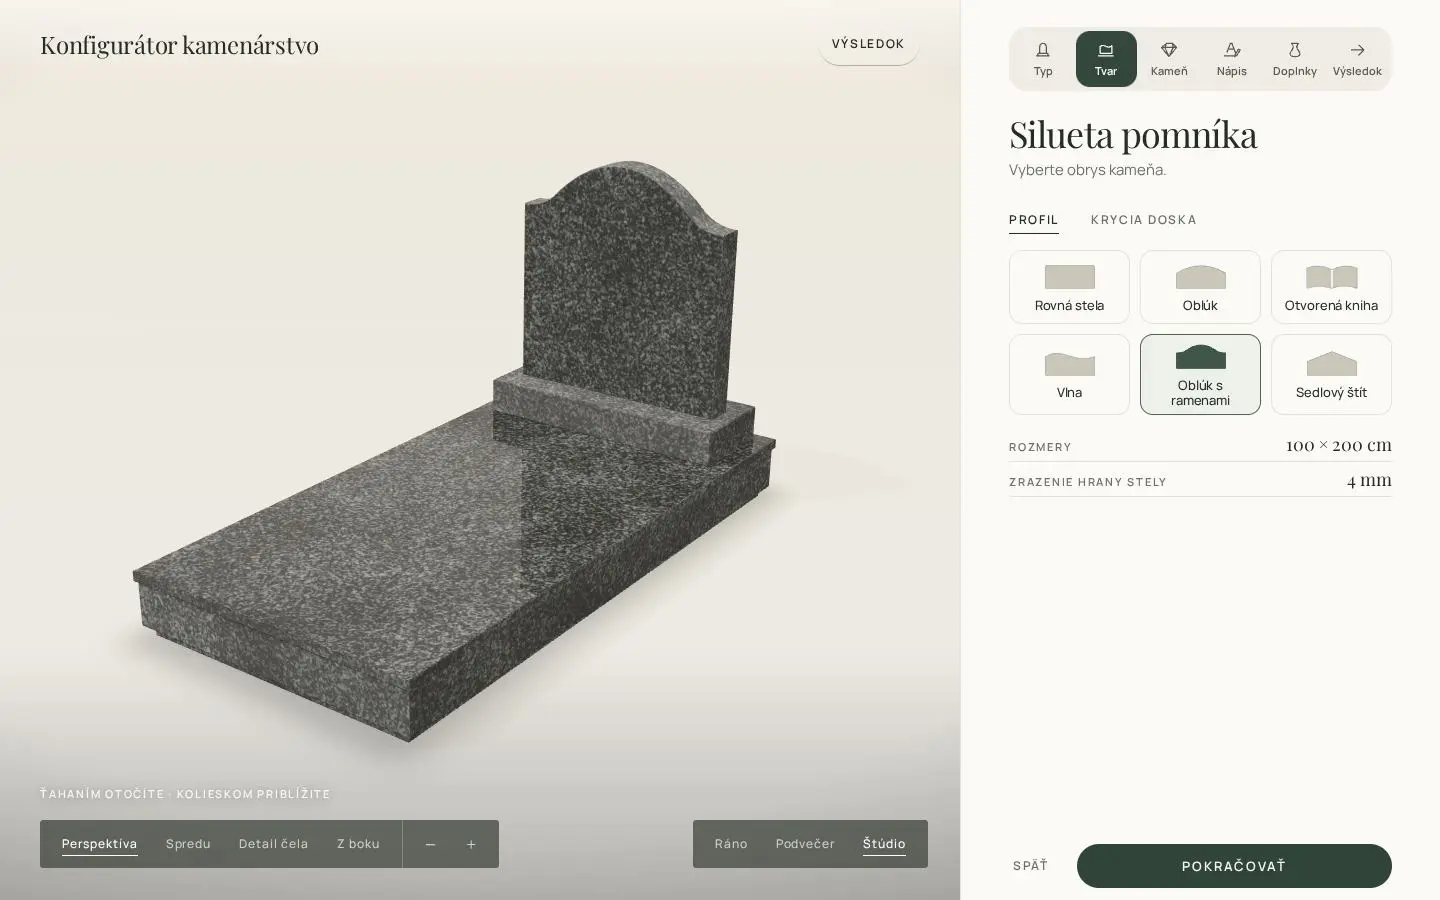 Konfigurátor kamenárstvo
VÝSLEDOK
Typ
Tvar
Kameň
Nápis
Doplnky
Výsledok
Silueta pomníka
Vyberte obrys kameňa.
PROFIL
KRYCIA DOSKA
Rovná stela
Oblúk
Otvorená kniha
Vlna
Oblúk s
ramenami
Sedlový štít
ROZMERY
100 × 200 cm
ZRAZENIE HRANY STELY
4 mm
ŤAHANÍM OTOČÍTE · KOLIESKOM PRIBLÍŽITE
Perspektíva
Spredu
Detail čela
Z boku
− +
Ráno
Podvečer
Štúdio
SPÄŤ
POKRAČOVAŤ